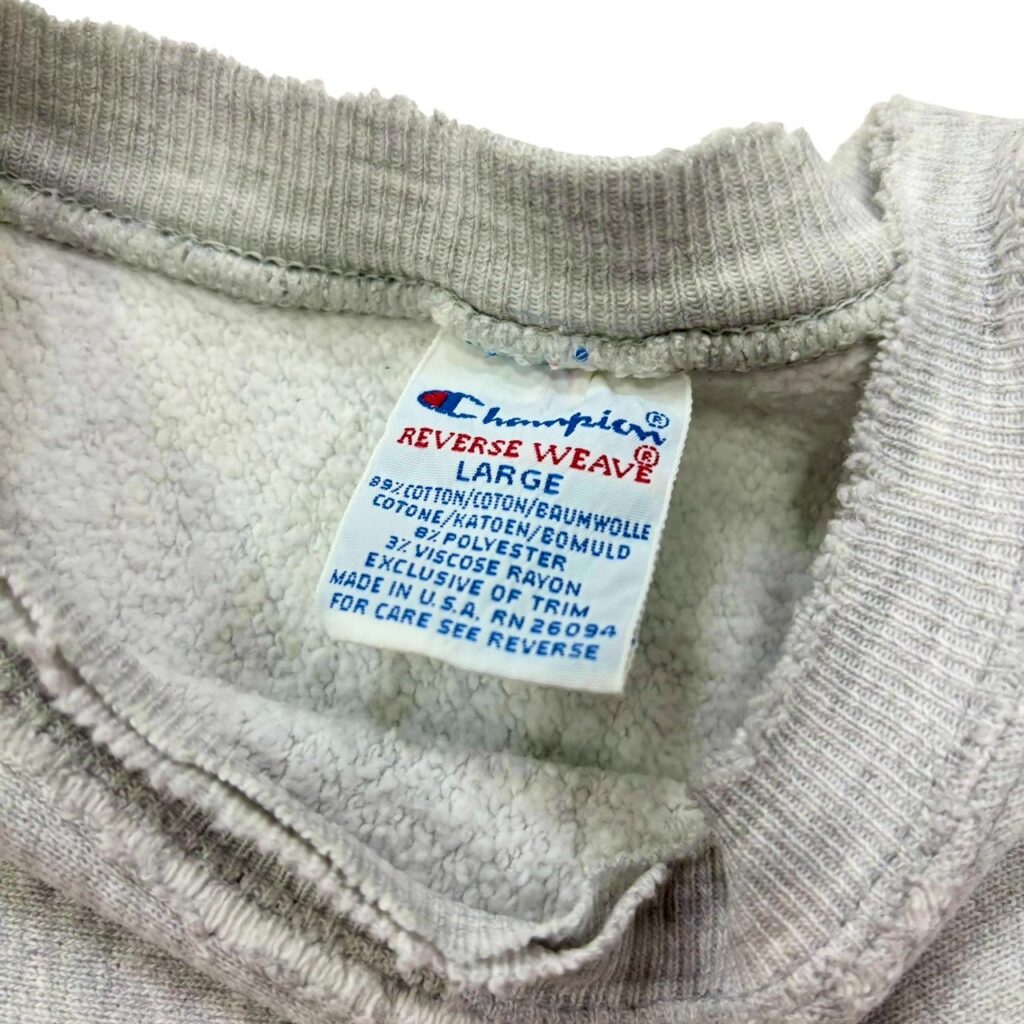 Champion®
REVERSE WEAVE®
LARGE
89% COTTON/COTON/BAUMWOLLE
COTONE/KATOEN/BOMULD
8% POLYESTER
3% VISCOSE RAYON
EXCLUSIVE OF TRIM
MADE IN U.S.A. RN 26094
FOR CARE SEE REVERSE